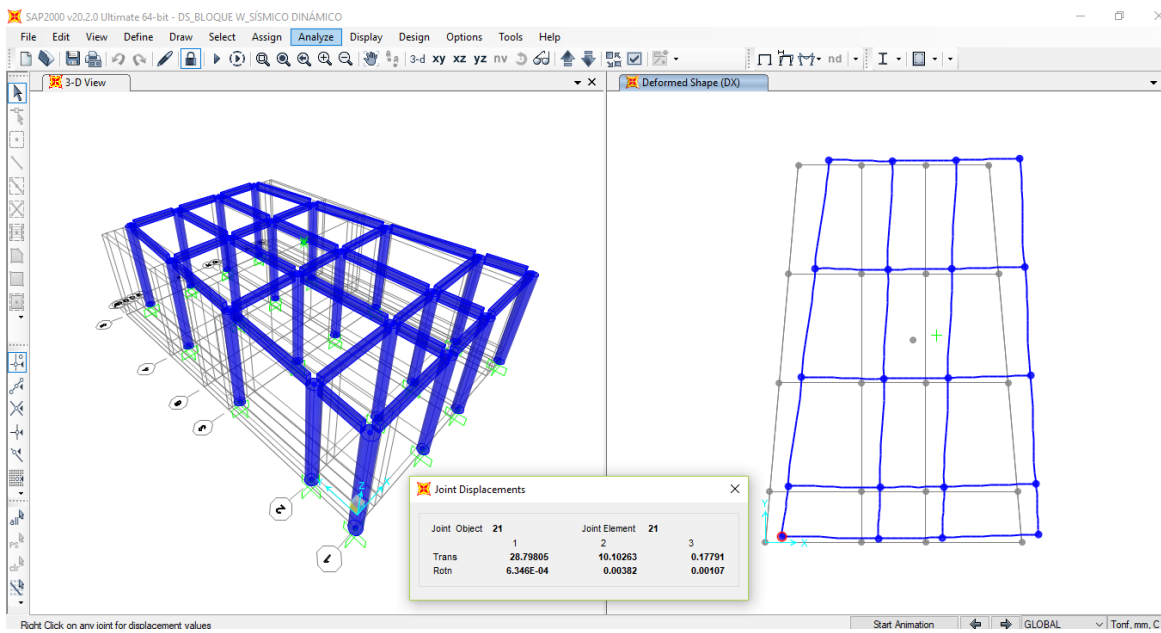 SAP2000 v20.2.0 Ultimate 64-bit - DS_BLOQUE W_SÍSMICO DINÁMICO
File Edit View Define Draw Select Assign Analyze Display Design Options Tools Help
3-d xy xz yz nv nd
3-D View
Deformed Shape (DX)
Joint Displacements
Joint Object 21 Joint Element 21
1 2 3
Trans 28.79805 10.10263 0.17791
Rotn 6.346E-04 0.00382 0.00107
Y
X
all
ps
clr
Right Click on any joint for displacement values
Start Animation GLOBAL Tonf, mm, C